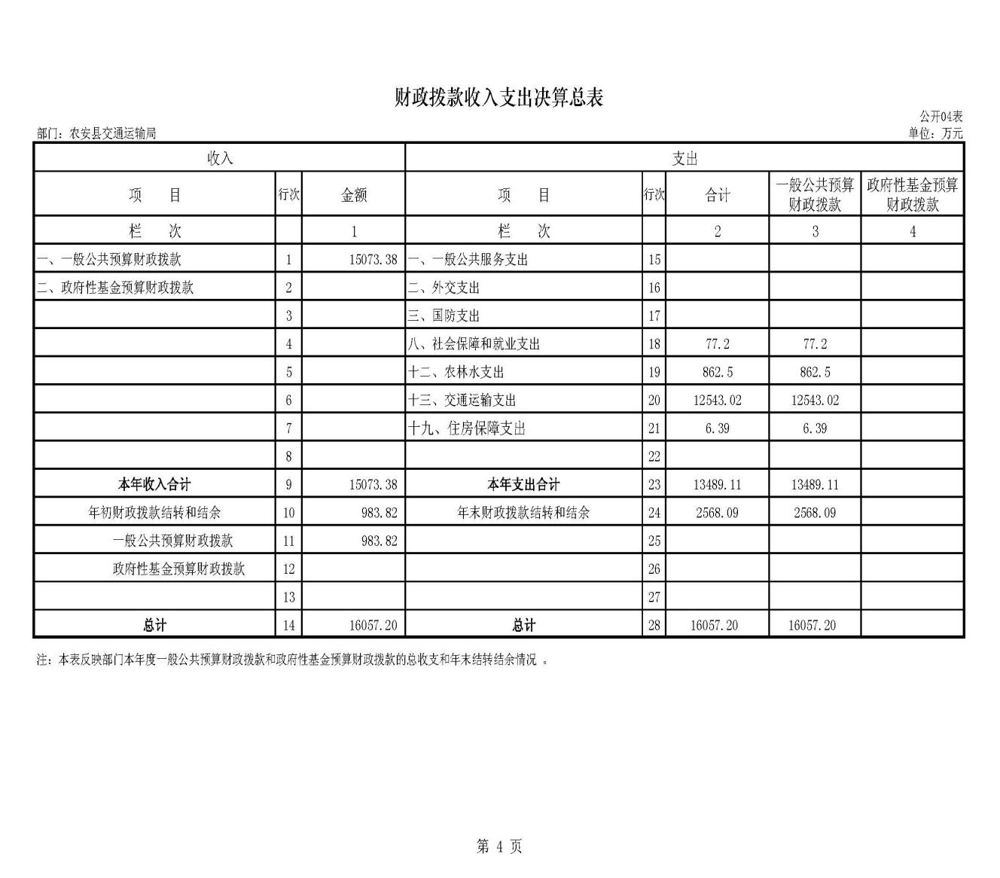 财政拨款收入支出决算总表
公开04表
部门：农安县交通运输局 单位：万元
收入 支出
项 目 行次 金额 项 目 行次 合计 一般公共预算财政拨款 政府性基金预算财政拨款
栏 次 1 栏 次 2 3 4
一、一般公共预算财政拨款 1 15073.38 一、一般公共服务支出 15
二、政府性基金预算财政拨款 2 二、外交支出 16
3 三、国防支出 17
4 八、社会保障和就业支出 18 77.2 77.2
5 十二、农林水支出 19 862.5 862.5
6 十三、交通运输支出 20 12543.02 12543.02
7 十九、住房保障支出 21 6.39 6.39
8 22
本年收入合计 9 15073.38 本年支出合计 23 13489.11 13489.11
年初财政拨款结转和结余 10 983.82 年末财政拨款结转和结余 24 2568.09 2568.09
一般公共预算财政拨款 11 983.82 25
政府性基金预算财政拨款 12 26
13 27
总计 14 16057.20 总计 28 16057.20 16057.20
注：本表反映部门本年度一般公共预算财政拨款和政府性基金预算财政拨款的总收支和年末结转结余情况 。
第 4 页